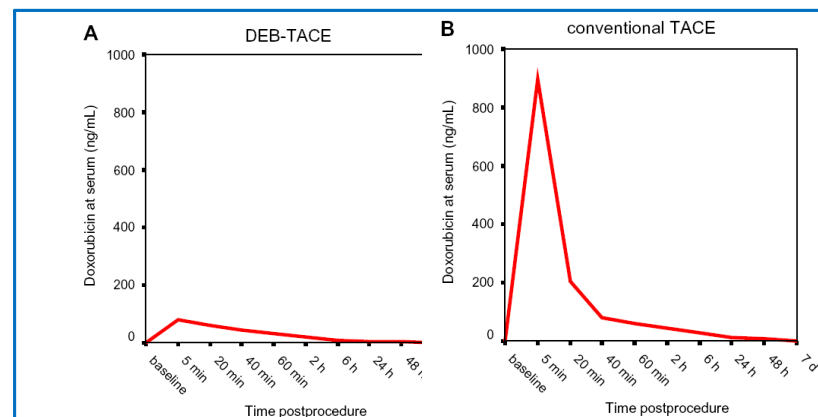 A
DEB-TACE
Doxorubicin at serum (ng/mL)
1000
800
600
400
200
0
baseline
5 min
20 min
40 min
60 min
2 h
6 h
24 h
48 h
Time postprocedure
B
conventional TACE
Doxorubicin at serum (ng/mL)
1000
800
600
400
200
0
baseline
5 min
20 min
40 min
60 min
2 h
6 h
24 h
48 h
7 d
Time postprocedure